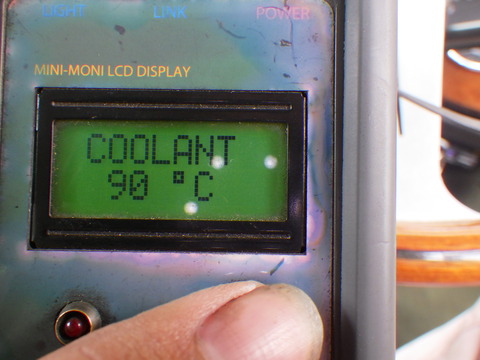 LIGHT LINK POWER
MINI-MONI LCD DISPLAY
COOLANT
90 °C